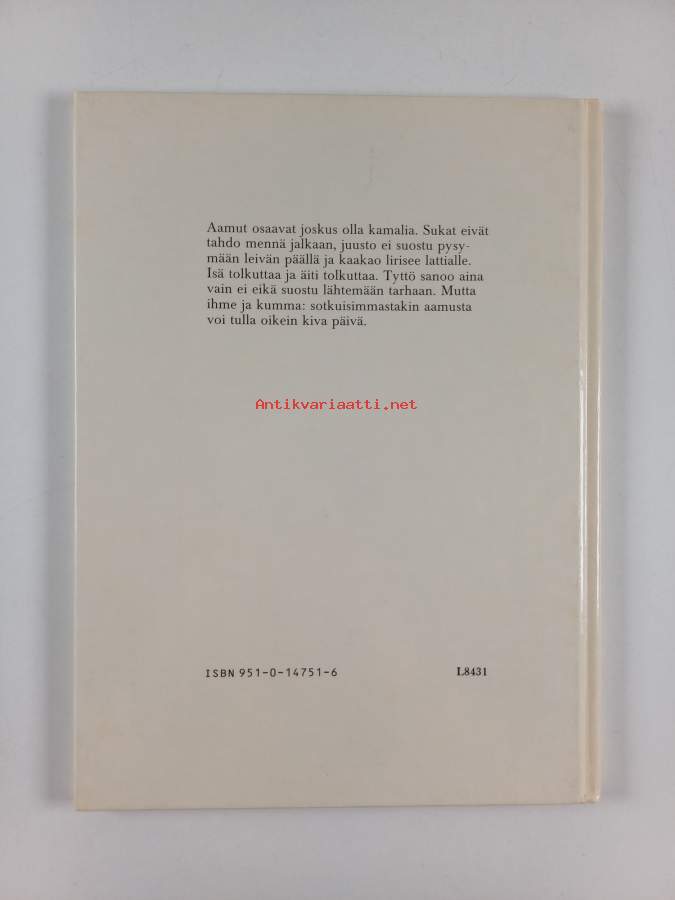 Aamut osaavat joskus olla kamalia. Sukat eivät
tahdo mennä jalkaan, juusto ei suostu pysy-
mään leivän päällä ja kaakao lirisee lattialle.
Isä tolkuttaa ja äiti tolkuttaa. Tyttö sanoo aina
vain ei eikä suostu lähtemään tarhaan. Mutta
ihme ja kumma: sotkuisimmastakin aamusta
voi tulla oikein kiva päivä.
Antikvariaatti.net
ISBN 951-0-14751-6
L8431